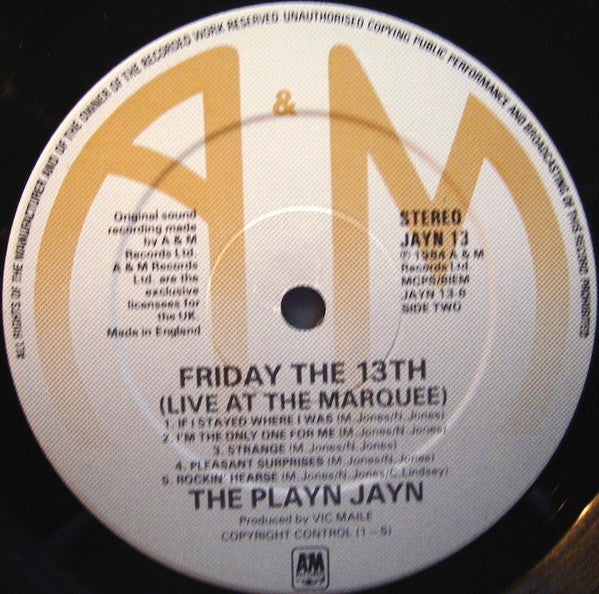 ALL RIGHTS OF THE MANUFACTURER AND OF THE OWNER OF THE RECORDED WORK RESERVED UNAUTHORISED COPYING PUBLIC PERFORMANCE AND BROADCASTING OF THIS RECORD PROHIBITED
A & M
Original sound
recording made
by A & M
Records Ltd.
A & M Records
Ltd. are the
exclusive
licensees for
the UK.
Made in England
STEREO
JAYN 13
℗ 1984 A & M
Records Ltd.
MCPS/BIEM
JAYN 13-B
SIDE TWO
FRIDAY THE 13TH
(LIVE AT THE MARQUEE)
1. IF I STAYED WHERE I WAS (M. Jones/N. Jones)
2. I'M THE ONLY ONE FOR ME (M. Jones/N. Jones)
3. STRANGE (M. Jones/N. Jones)
4. PLEASANT SURPRISES (M. Jones/N. Jones)
5. ROCKIN' HEARSE (M. Jones/N. Jones/C. Lindsey)
THE PLAYN JAYN
Produced by VIC MAILE
COPYRIGHT CONTROL (1-5)
AM